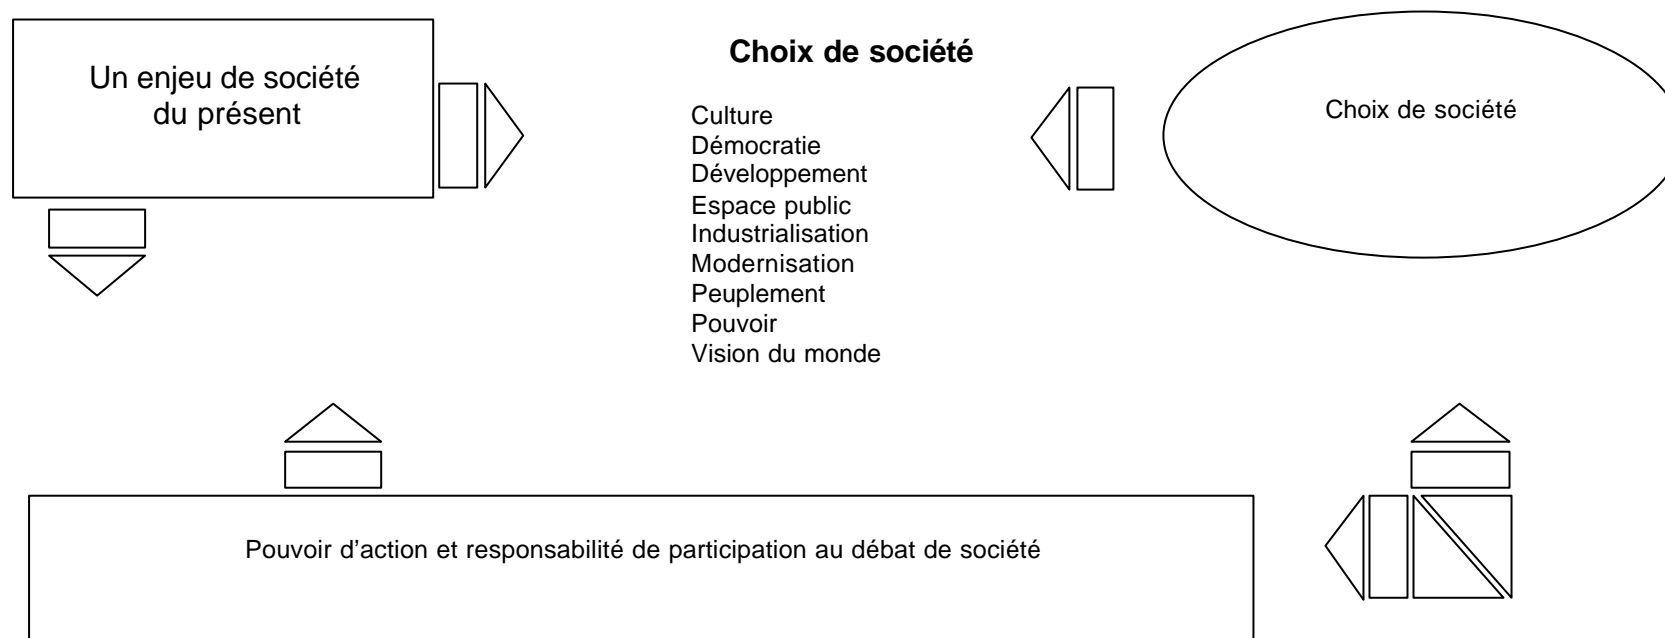 Un enjeu de société
du présent
Choix de société
Culture
Démocratie
Développement
Espace public
Industrialisation
Modernisation
Peuplement
Pouvoir
Vision du monde
Choix de société
Pouvoir d’action et responsabilité de participation au débat de société